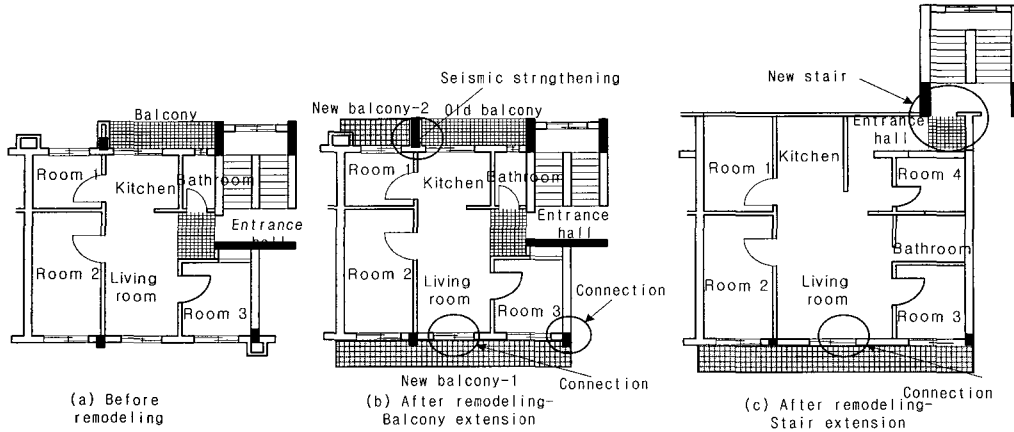 Balcony
Room 1
Kitchen
Bathroom
Entrance
hall
Room 2
Living
room
Room 3
(a) Before
remodeling
Seismic strngthening
New balcony-2
Old balcony
Room 1
Kitchen
Bathroom
Entrance
hall
Room 2
Living
room
Room 3
Connection
New balcony-1
Connection
(b) After remodeling-
Balcony extension
New stair
Entrance
hall
Room 1
Kitchen
Room 4
Bathroom
Room 2
Living
room
Room 3
Connection
(c) After remodeling-
Stair extension